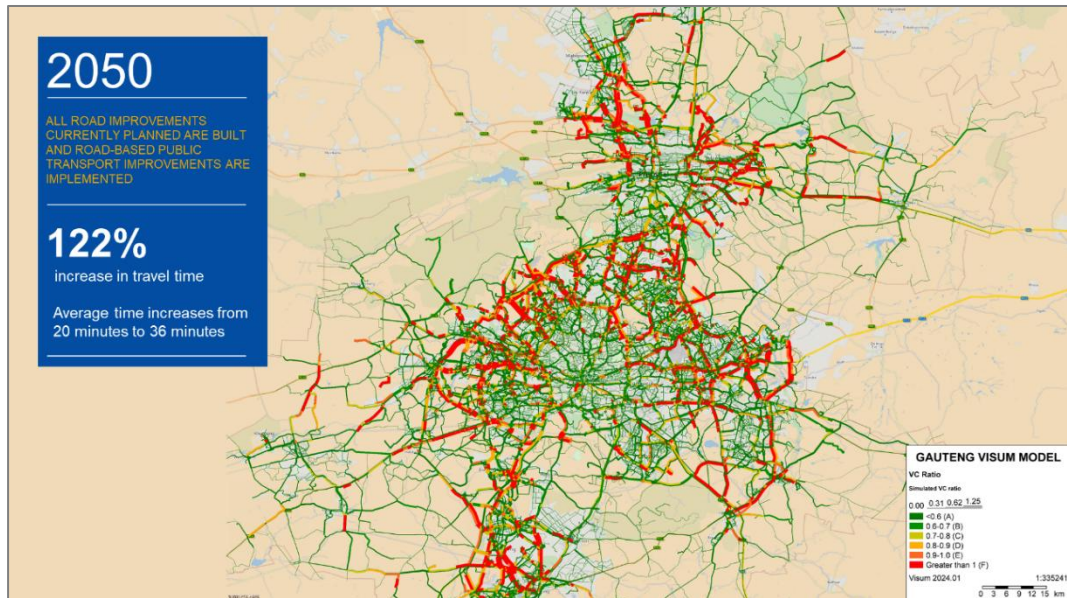 2050
ALL ROAD IMPROVEMENTS
CURRENTLY PLANNED ARE BUILT
AND ROAD-BASED PUBLIC
TRANSPORT IMPROVEMENTS ARE
IMPLEMENTED
122%
increase in travel time
Average time increases from
20 minutes to 36 minutes
GAUTENG VISUM MODEL
VC Ratio
Simulated VC ratio
0.00 0.31 0.62 1.25
<0.6 (A)
0.6-0.7 (B)
0.7-0.8 (C)
0.8-0.9 (D)
0.9-1.0 (E)
Greater than 1 (F)
Visum 2024.01 1:335241
0 3 6 9 12 15 km